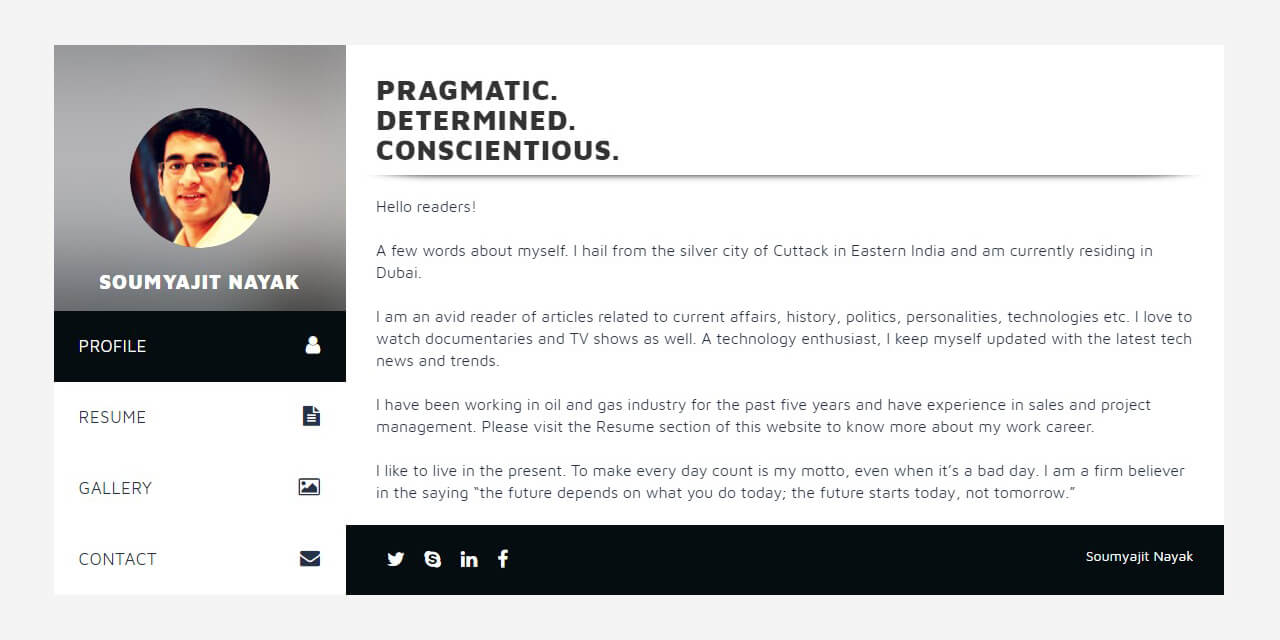 SOUMYAJIT NAYAK
PROFILE
RESUME
GALLERY
CONTACT
PRAGMATIC.
DETERMINED.
CONSCIENTIOUS.
Hello readers!
A few words about myself. I hail from the silver city of Cuttack in Eastern India and am currently residing in
Dubai.
I am an avid reader of articles related to current affairs, history, politics, personalities, technologies etc. I love to
watch documentaries and TV shows as well. A technology enthusiast, I keep myself updated with the latest tech
news and trends.
I have been working in oil and gas industry for the past five years and have experience in sales and project
management. Please visit the Resume section of this website to know more about my work career.
I like to live in the present. To make every day count is my motto, even when it’s a bad day. I am a firm believer
in the saying “the future depends on what you do today; the future starts today, not tomorrow.”
Soumyajit Nayak